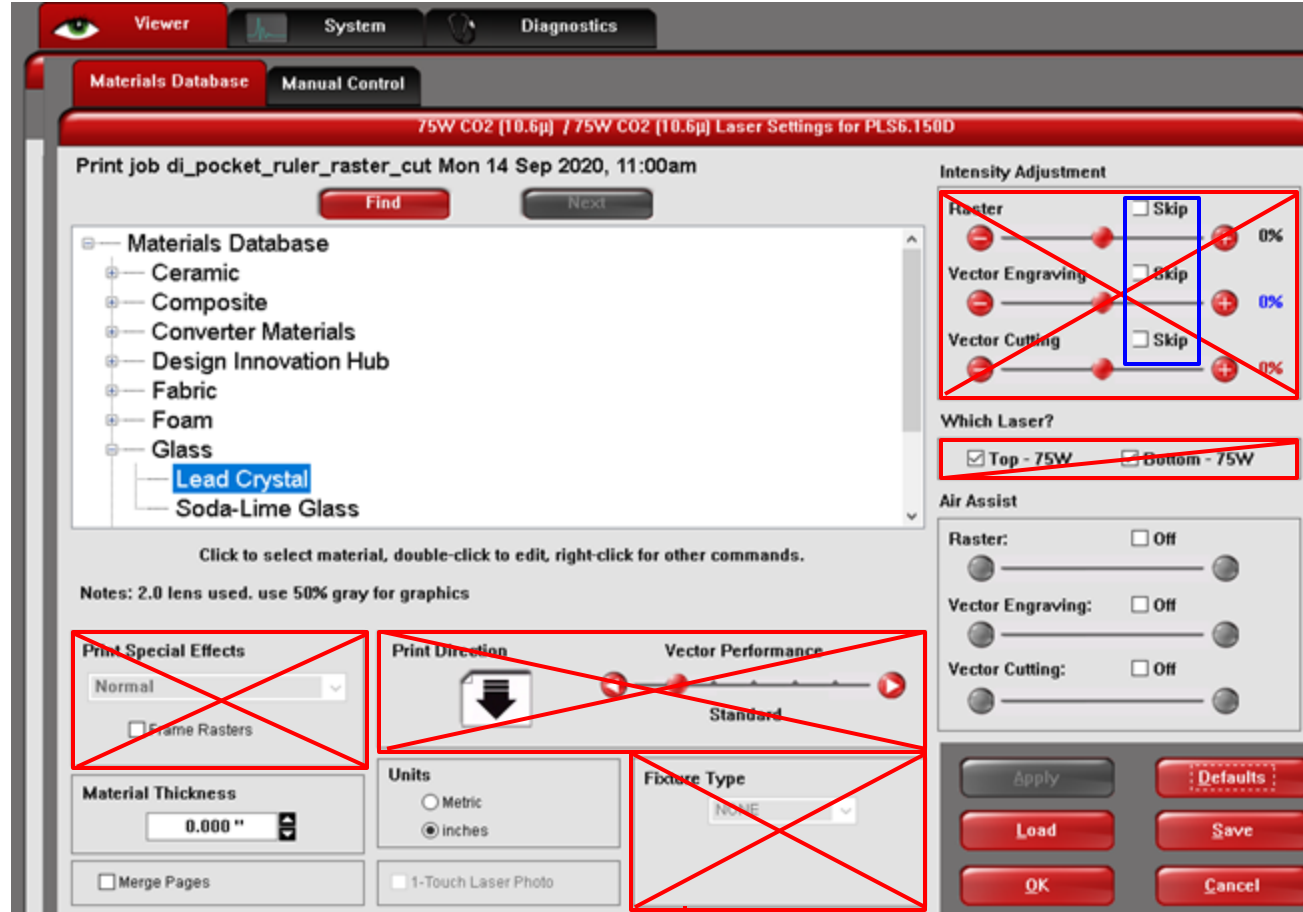 Viewer System Diagnostics
Materials Database Manual Control
75W CO2 (10.6µ) / 75W CO2 (10.6µ) Laser Settings for PLS6.150D
Print job di_pocket_ruler_raster_cut Mon 14 Sep 2020, 11:00am
Find Next
Materials Database
Ceramic
Composite
Converter Materials
Design Innovation Hub
Fabric
Foam
Glass
Lead Crystal
Soda-Lime Glass
Click to select material, double-click to edit, right-click for other commands.
Notes: 2.0 lens used. use 50% gray for graphics
Print Special Effects
Normal
Frame Rasters
Print Direction Vector Performance
Standard
Material Thickness
0.000 "
Merge Pages
Units
Metric
inches
1-Touch Laser Photo
Fixture Type
NONE
Intensity Adjustment
Raster Skip
0%
Vector Engraving Skip
0%
Vector Cutting Skip
0%
Which Laser?
Top - 75W Bottom - 75W
Air Assist
Raster: Off
Vector Engraving: Off
Vector Cutting: Off
Apply Defaults
Load Save
OK Cancel